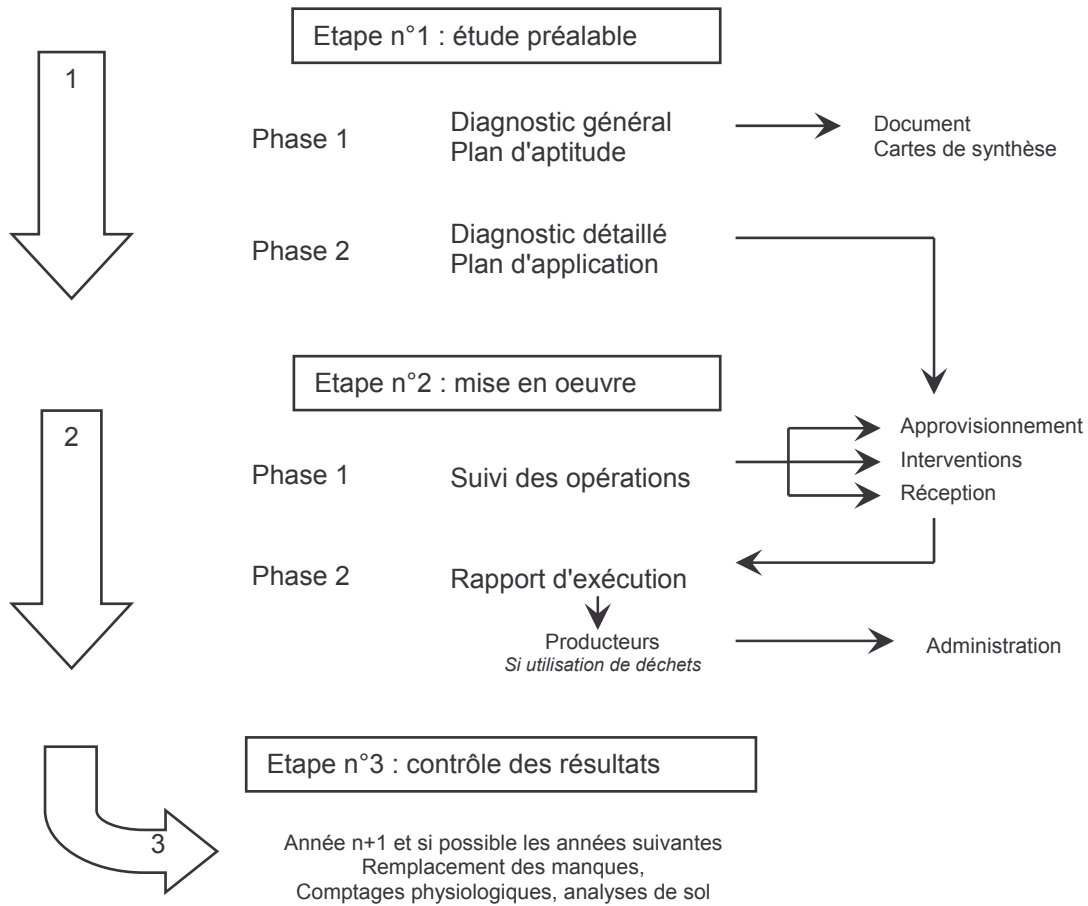 Etape n°1 : étude préalable
1
Phase 1
Diagnostic général
Plan d'aptitude
Document
Cartes de synthèse
Phase 2
Diagnostic détaillé
Plan d'application
Etape n°2 : mise en oeuvre
2
Approvisionnement
Interventions
Réception
Phase 1
Suivi des opérations
Phase 2
Rapport d'exécution
Producteurs
Si utilisation de déchets
Administration
Etape n°3 : contrôle des résultats
3
Année n+1 et si possible les années suivantes
Remplacement des manques,
Comptages physiologiques, analyses de sol